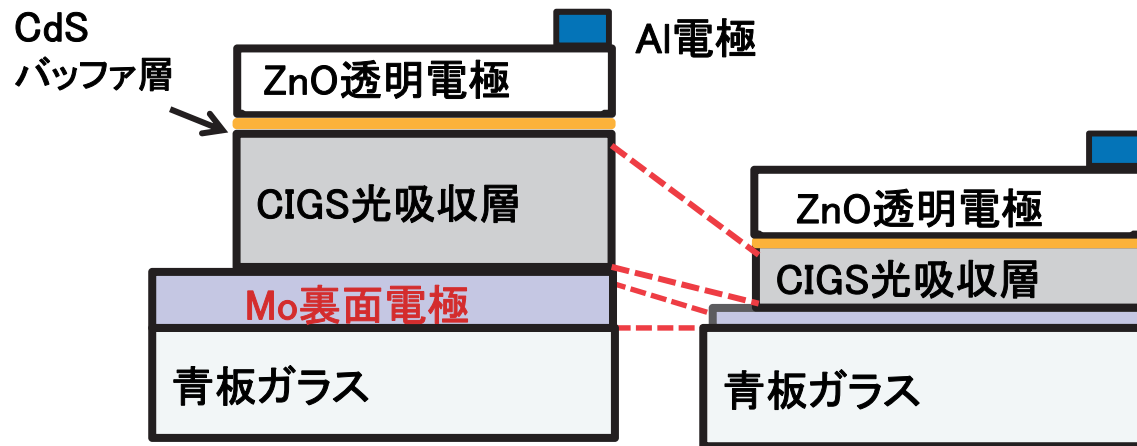 CdS
バッファ層
Al電極
ZnO透明電極
CIGS光吸収層
Mo裏面電極
青板ガラス
ZnO透明電極
CIGS光吸収層
青板ガラス